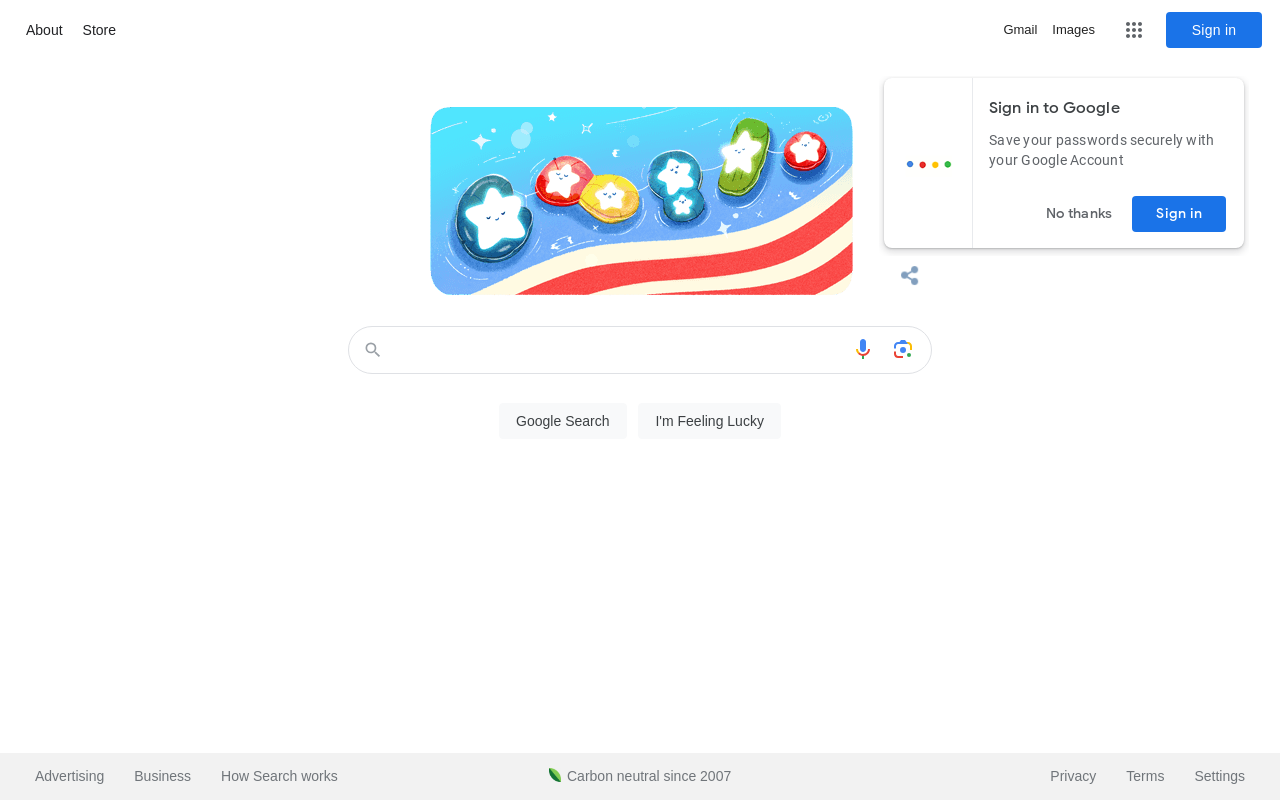 About Store
Gmail Images Sign in
Sign in to Google
Save your passwords securely with
your Google Account
No thanks Sign in
Google Search I'm Feeling Lucky
Advertising Business How Search works
Carbon neutral since 2007
Privacy Terms Settings